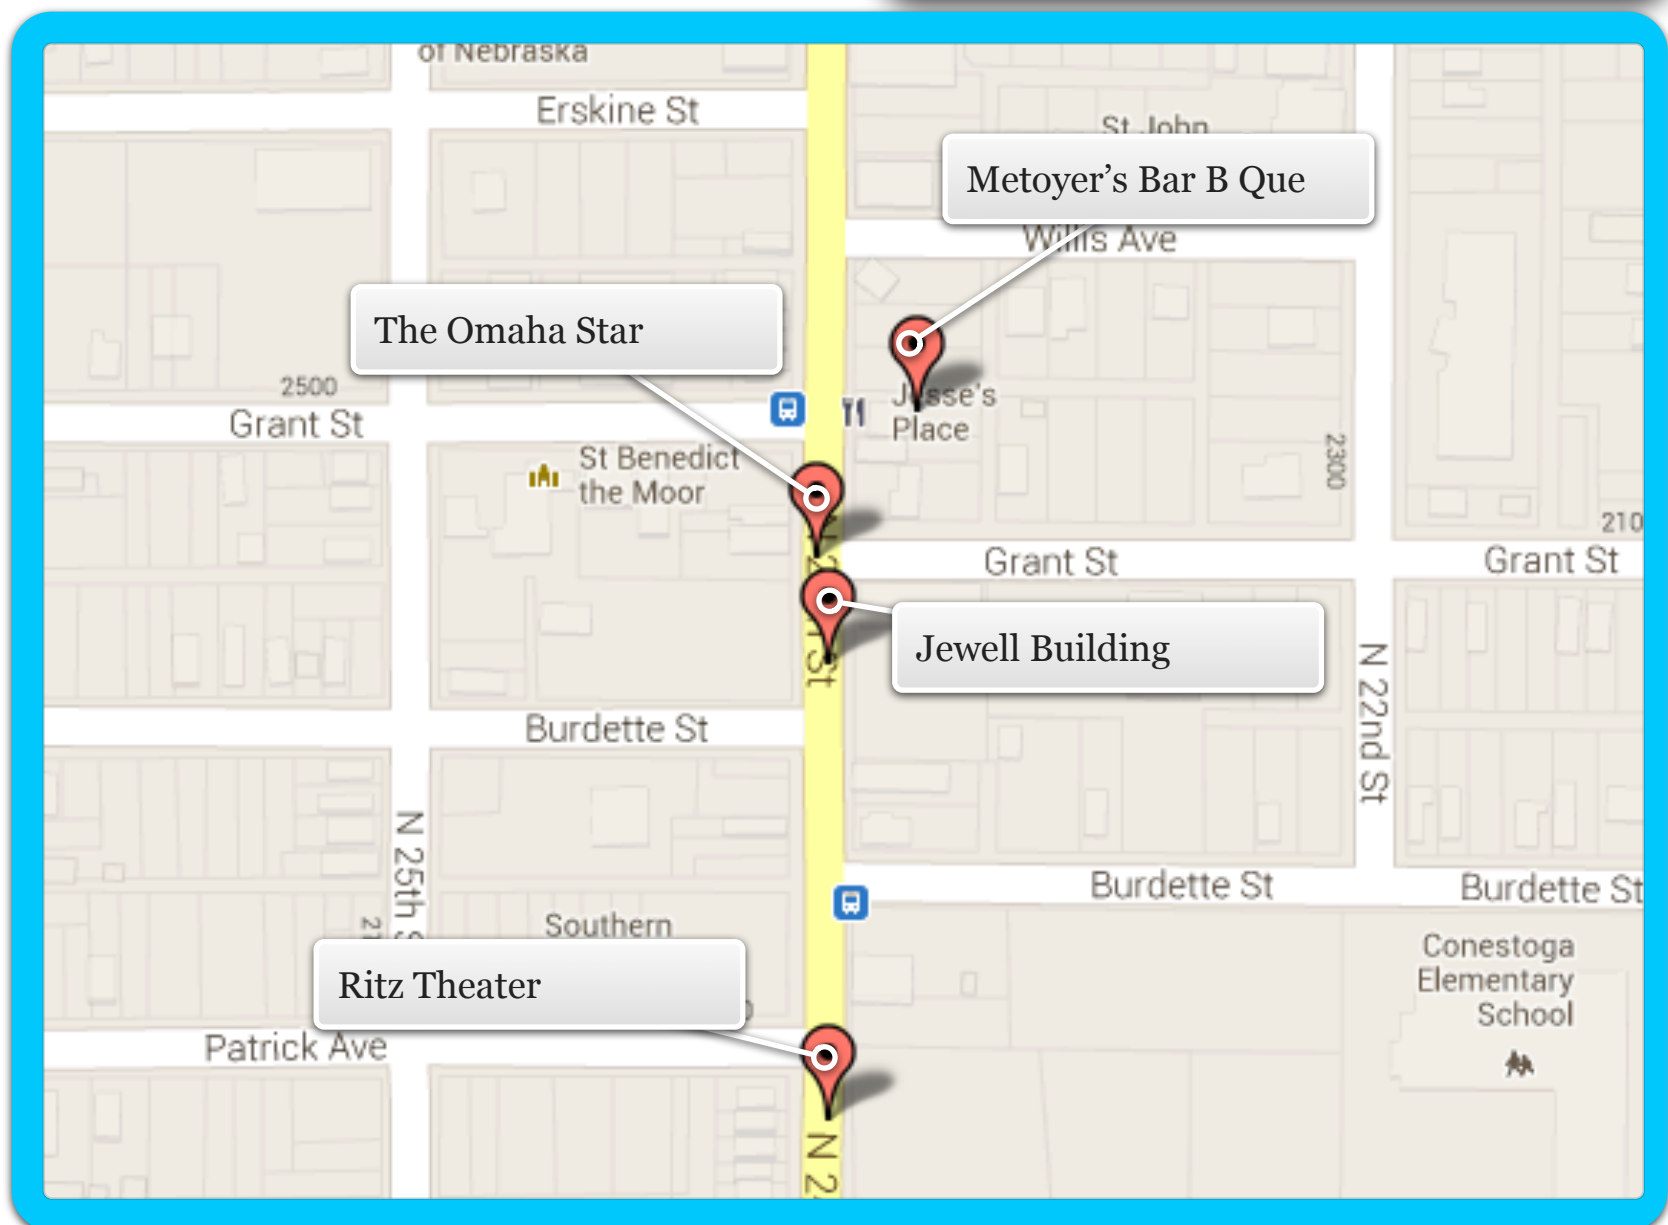 of Nebraska
Erskine St
St John
Metoyer's Bar B Que
Willis Ave
The Omaha Star
2500
Grant St
Jesse's
Place
St Benedict
the Moor
2300
210
Grant St
Grant St
Jewell Building
N 22nd St
St
Burdette St
N 25th
Burdette St
Burdette St
Southern
Conestoga
Elementary
School
Ritz Theater
Patrick Ave
N 2